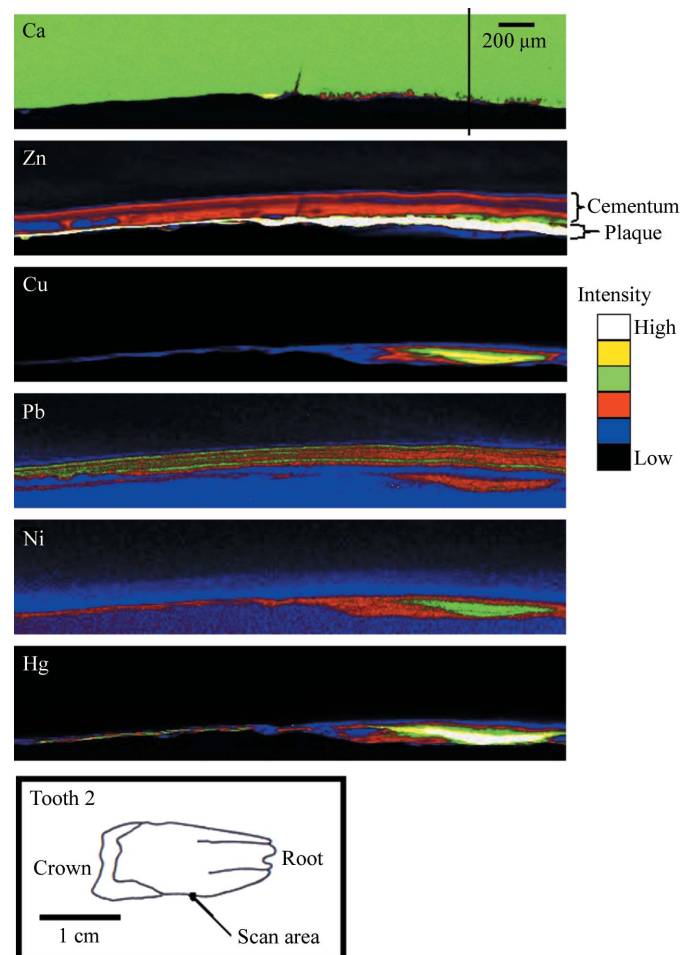 Ca
200 μm
Zn
Cementum
Plaque
Cu
Intensity
High
Low
Pb
Ni
Hg
Tooth 2
Crown
Root
1 cm
Scan area